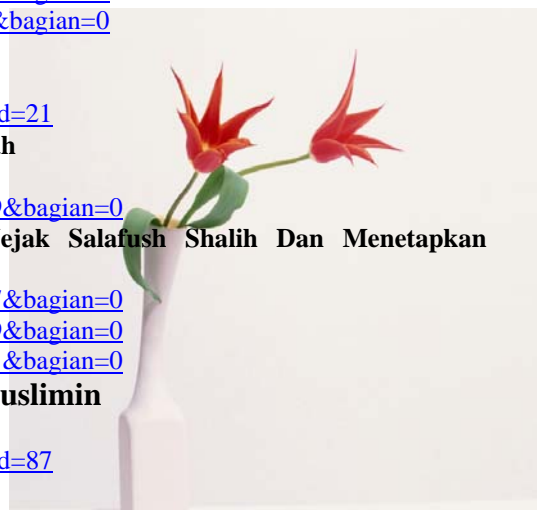 &bagian=0
d=21
h
&bagian=0
ejak Salafush Shalih Dan Menetapkan
&bagian=0
&bagian=0
&bagian=0
uslimin
d=87